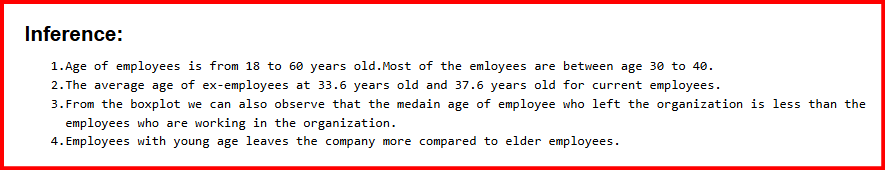 Inference:
1.Age of employees is from 18 to 60 years old.Most of the emloyees are between age 30 to 40.
2.The average age of ex-employees at 33.6 years old and 37.6 years old for current employees.
3.From the boxplot we can also observe that the medain age of employee who left the organization is less than the
employees who are working in the organization.
4.Employees with young age leaves the company more compared to elder employees.